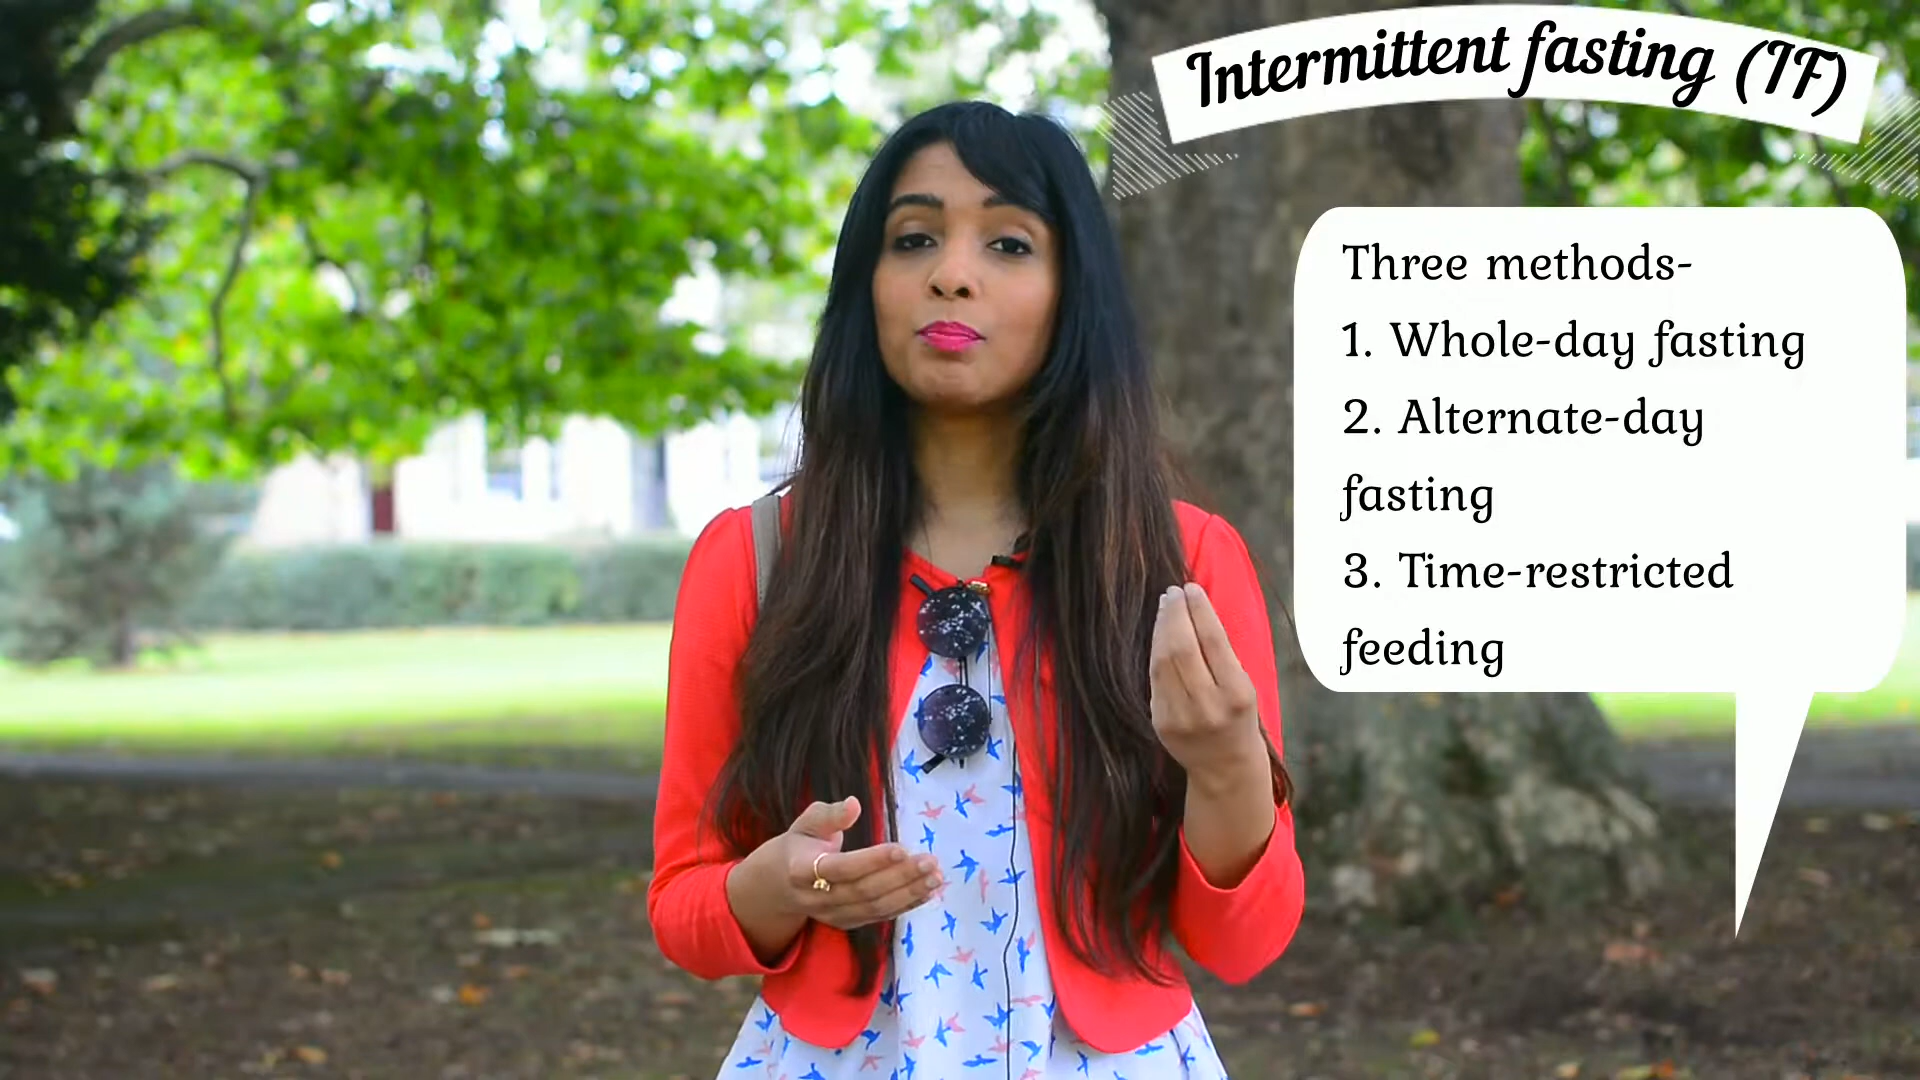 Intermittent fasting (IF)
Three methods-
1. Whole-day fasting
2. Alternate-day
fasting
3. Time-restricted
feeding